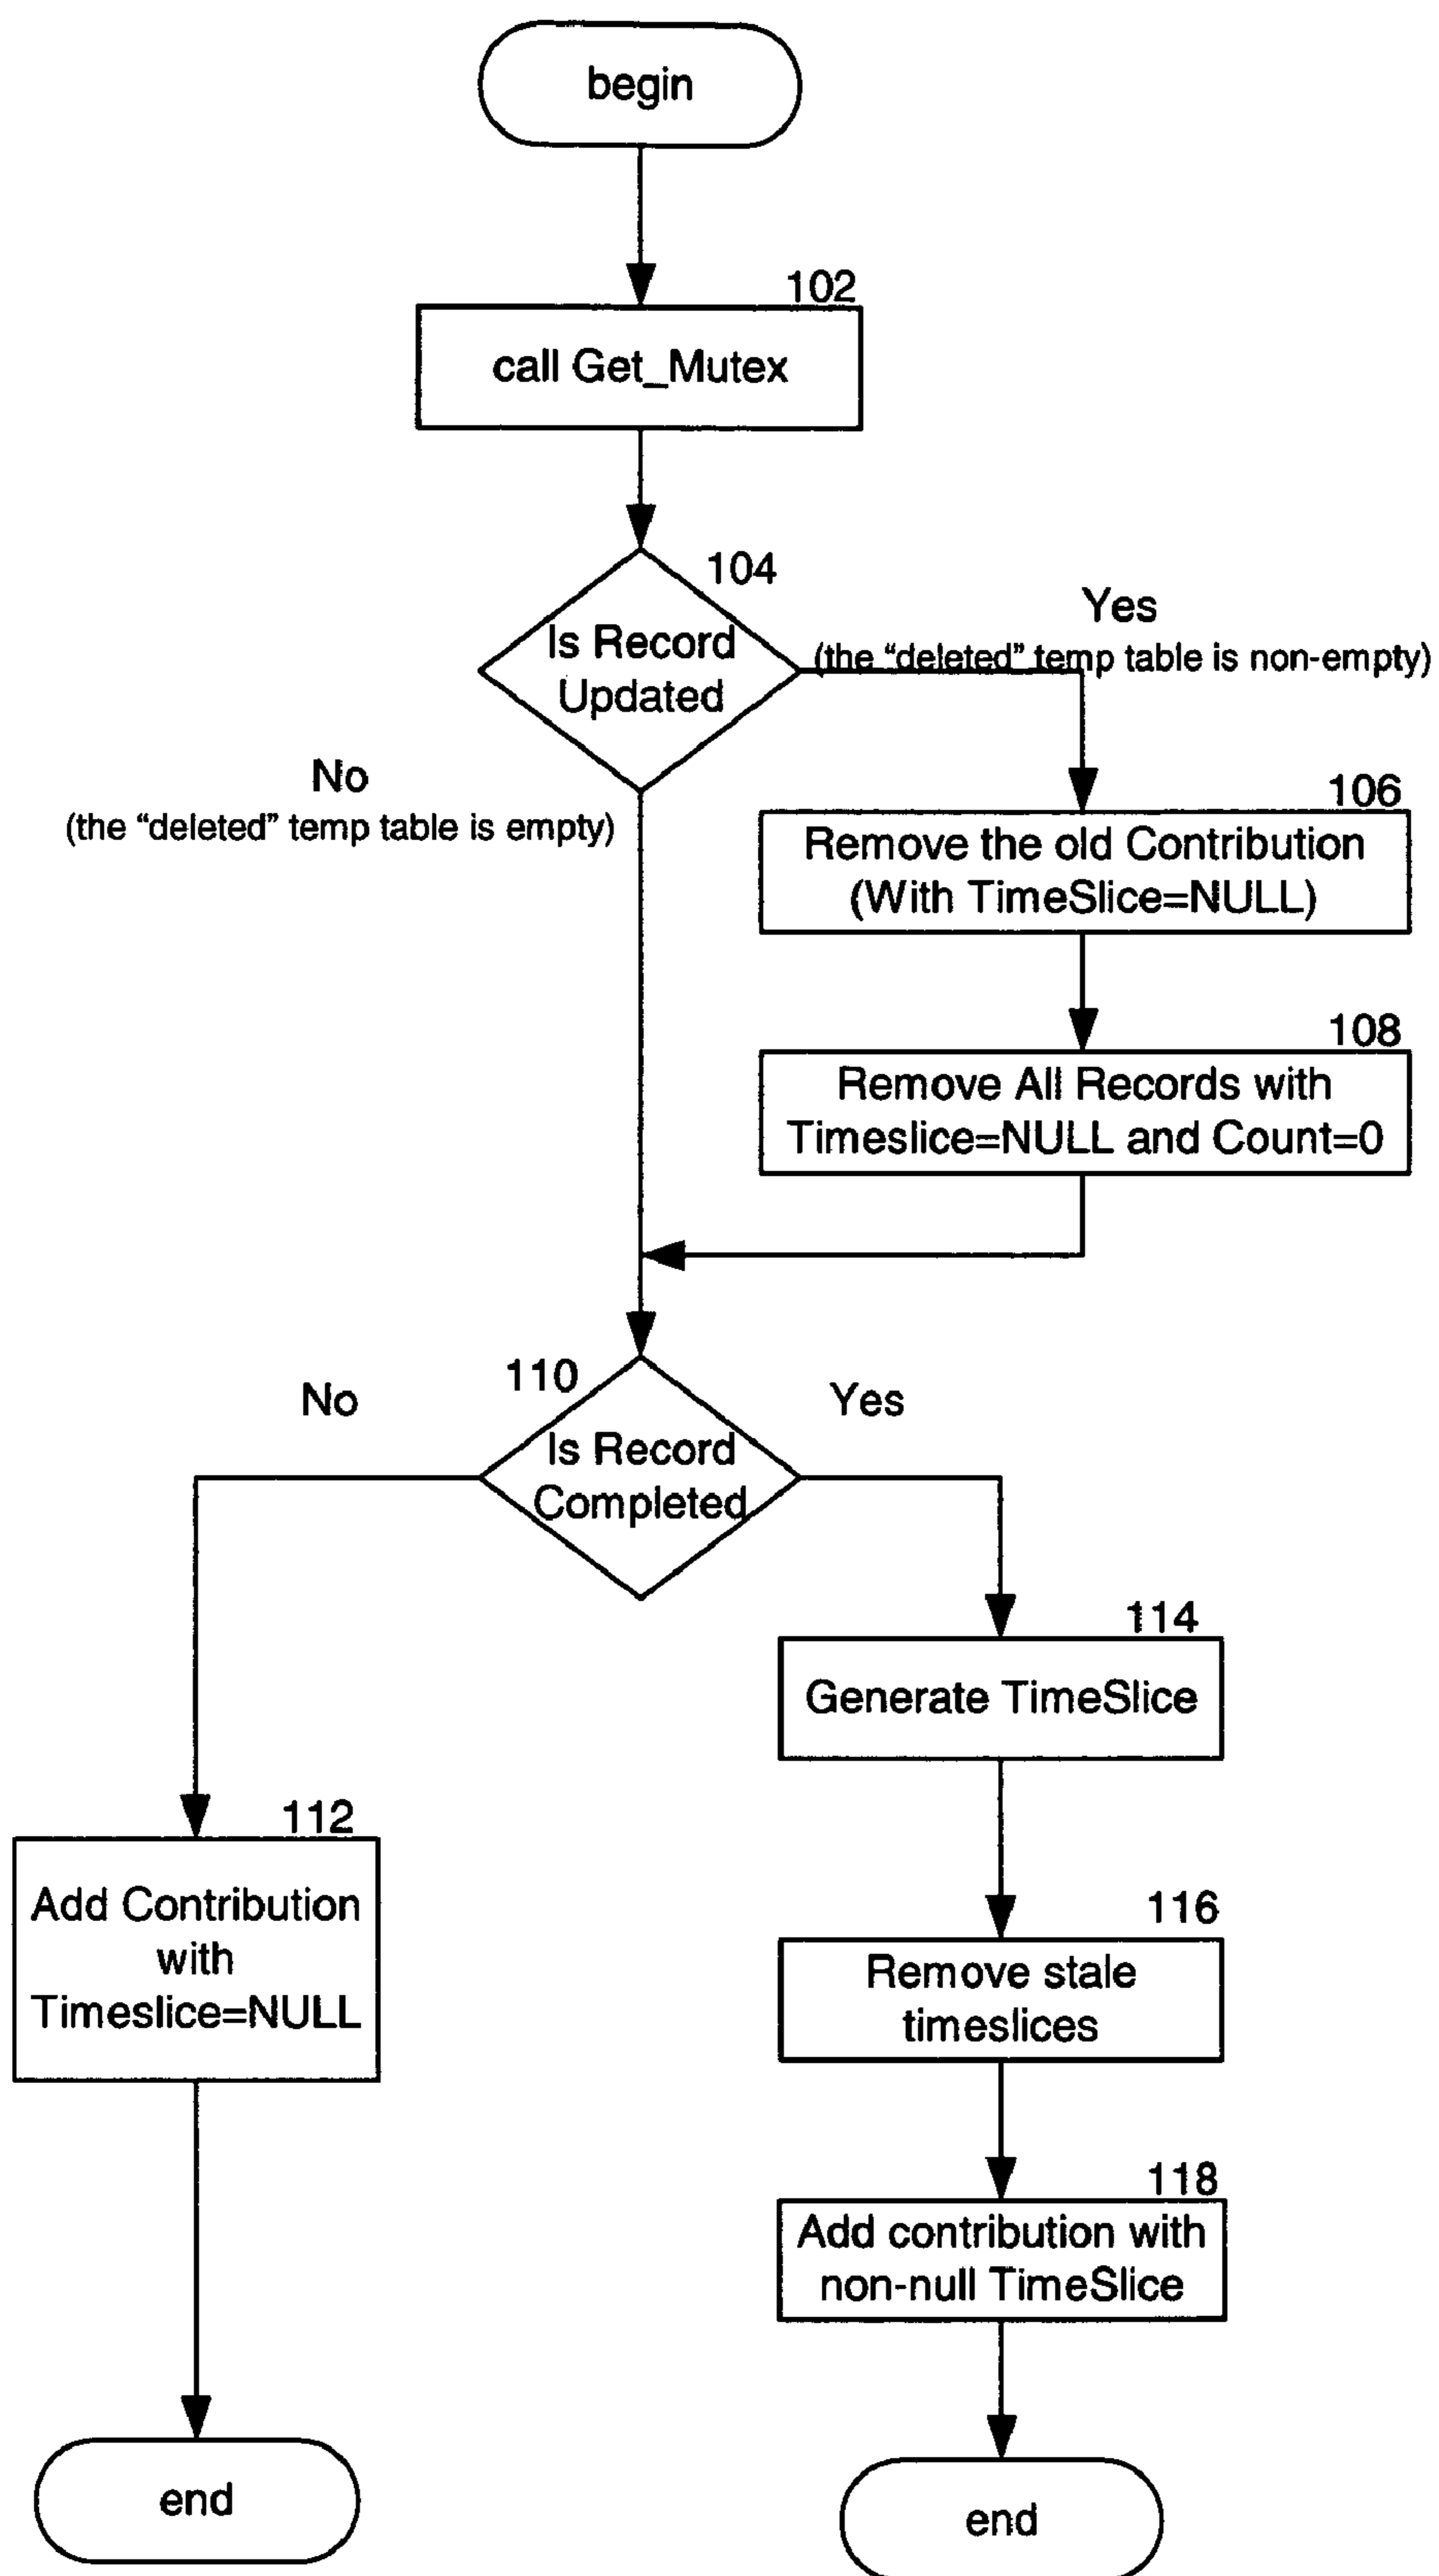 begin
102
call Get_Mutex
104
Is Record
Updated
Yes
(the “deleted” temp table is non-empty)
No
(the “deleted” temp table is empty)
106
Remove the old Contribution
(With TimeSlice=NULL)
108
Remove All Records with
Timeslice=NULL and Count=0
110
No
Yes
Is Record
Completed
114
Generate TimeSlice
112
Add Contribution
with
Timeslice=NULL
116
Remove stale
timeslices
118
Add contribution with
non-null TimeSlice
end
end